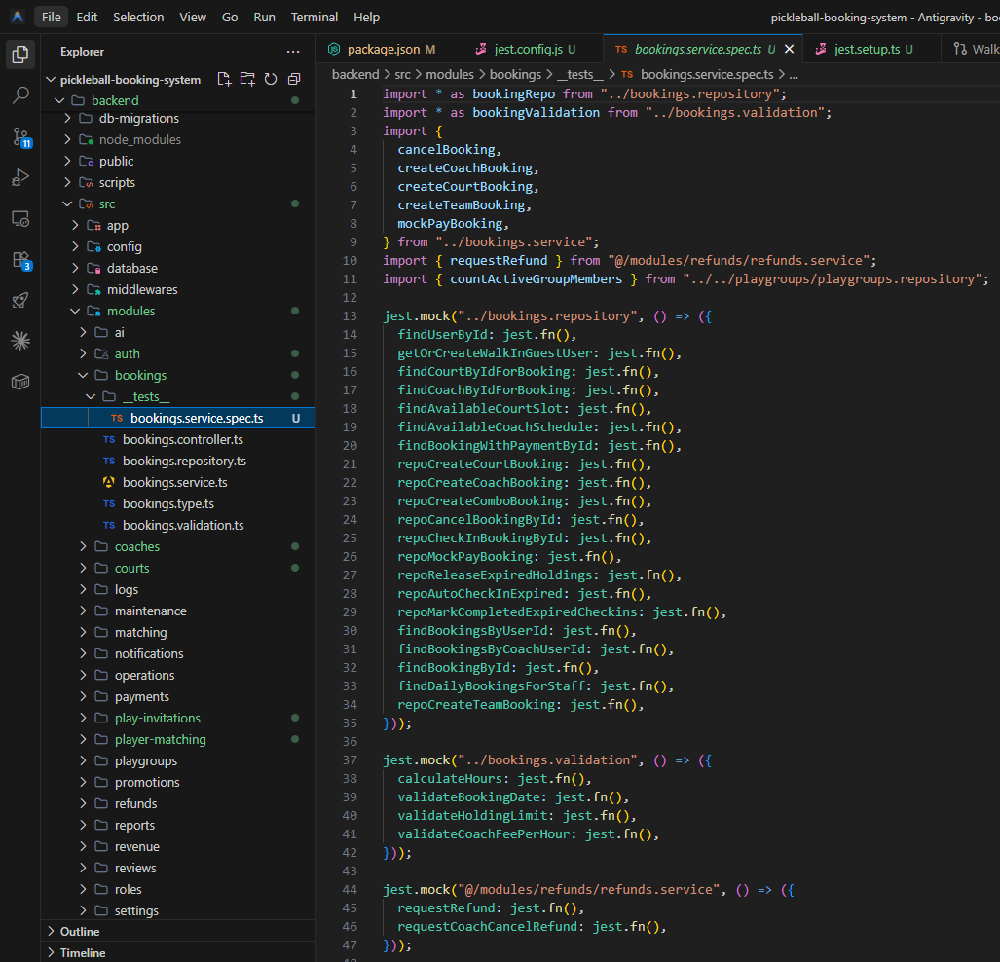 File Edit Selection View Go Run Terminal Help pickleball-booking-system - Antigravity - boo
Explorer
pickleball-booking-system
backend
db-migrations
node_modules
public
scripts
src
app
config
database
middlewares
modules
ai
auth
bookings
__tests__
TS bookings.service.spec.ts U
TS bookings.controller.ts
TS bookings.repository.ts
bookings.service.ts
TS bookings.type.ts
TS bookings.validation.ts
coaches
courts
logs
maintenance
matching
notifications
operations
payments
play-invitations
player-matching
playgroups
promotions
refunds
reports
revenue
reviews
roles
settings
Outline
Timeline
11
3
package.json M jest.config.js U TS bookings.service.spec.ts U jest.setup.ts U Walk
backend > src > modules > bookings > __tests__ > TS bookings.service.spec.ts > ...
1 import * as bookingRepo from "../bookings.repository";
2 import * as bookingValidation from "../bookings.validation";
3 import {
4 cancelBooking,
5 createCoachBooking,
6 createCourtBooking,
7 createTeamBooking,
8 mockPayBooking,
9 } from "../bookings.service";
10 import { requestRefund } from "@/modules/refunds/refunds.service";
11 import { countActiveGroupMembers } from "../../playgroups/playgroups.repository";
12
13 jest.mock("../bookings.repository", () => ({
14 findUserById: jest.fn(),
15 getOrCreateWalkInGuestUser: jest.fn(),
16 findCourtByIdForBooking: jest.fn(),
17 findCoachByIdForBooking: jest.fn(),
18 findAvailableCourtSlot: jest.fn(),
19 findAvailableCoachSchedule: jest.fn(),
20 findBookingWithPaymentById: jest.fn(),
21 repoCreateCourtBooking: jest.fn(),
22 repoCreateCoachBooking: jest.fn(),
23 repoCreateComboBooking: jest.fn(),
24 repoCancelBookingById: jest.fn(),
25 repoCheckInBookingById: jest.fn(),
26 repoMockPayBooking: jest.fn(),
27 repoReleaseExpiredHoldings: jest.fn(),
28 repoAutoCheckInExpired: jest.fn(),
29 repoMarkCompletedExpiredCheckins: jest.fn(),
30 findBookingsByUserId: jest.fn(),
31 findBookingsByCoachUserId: jest.fn(),
32 findBookingById: jest.fn(),
33 findDailyBookingsForStaff: jest.fn(),
34 repoCreateTeamBooking: jest.fn(),
35 }));
36
37 jest.mock("../bookings.validation", () => ({
38 calculateHours: jest.fn(),
39 validateBookingDate: jest.fn(),
40 validateHoldingLimit: jest.fn(),
41 validateCoachFeePerHour: jest.fn(),
42 }));
43
44 jest.mock("@/modules/refunds/refunds.service", () => ({
45 requestRefund: jest.fn(),
46 requestCoachCancelRefund: jest.fn(),
47 }));